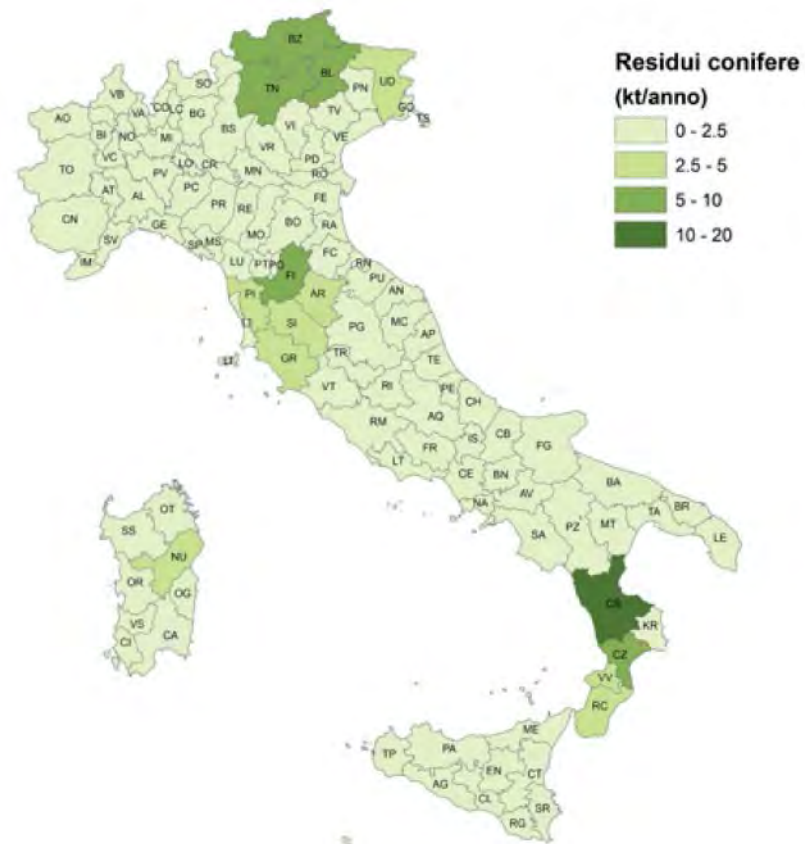 Residui conifere
(kt/anno)
0 - 2.5
2.5 - 5
5 - 10
10 - 20
BZ
TN BL UD
PN
GO
TS
SO
VB
COLC
VA BG
AO
BI NO MI BS VI TV
VE
VR
TO VC LO CR PD
MN RO
PV
AT PC
AL FE
PR RE
CN MO BO
GE RA
SV SP MS
IM LU PTPO FC
FI RN
PU
PI AR AN
LI
SI MC
PG AP
LI GR
TR TE
VT RI PE
CH
AQ
RM IS CB
FR FG
LT CE BN
BA
NA AV
BR
SA PZ MT TA
LE
OT
SS
NU
OR
OG
VS
CI CA
CS
KR
CZ
VV
RC
ME
TP PA
EN
AG CT
CL
SR
RG